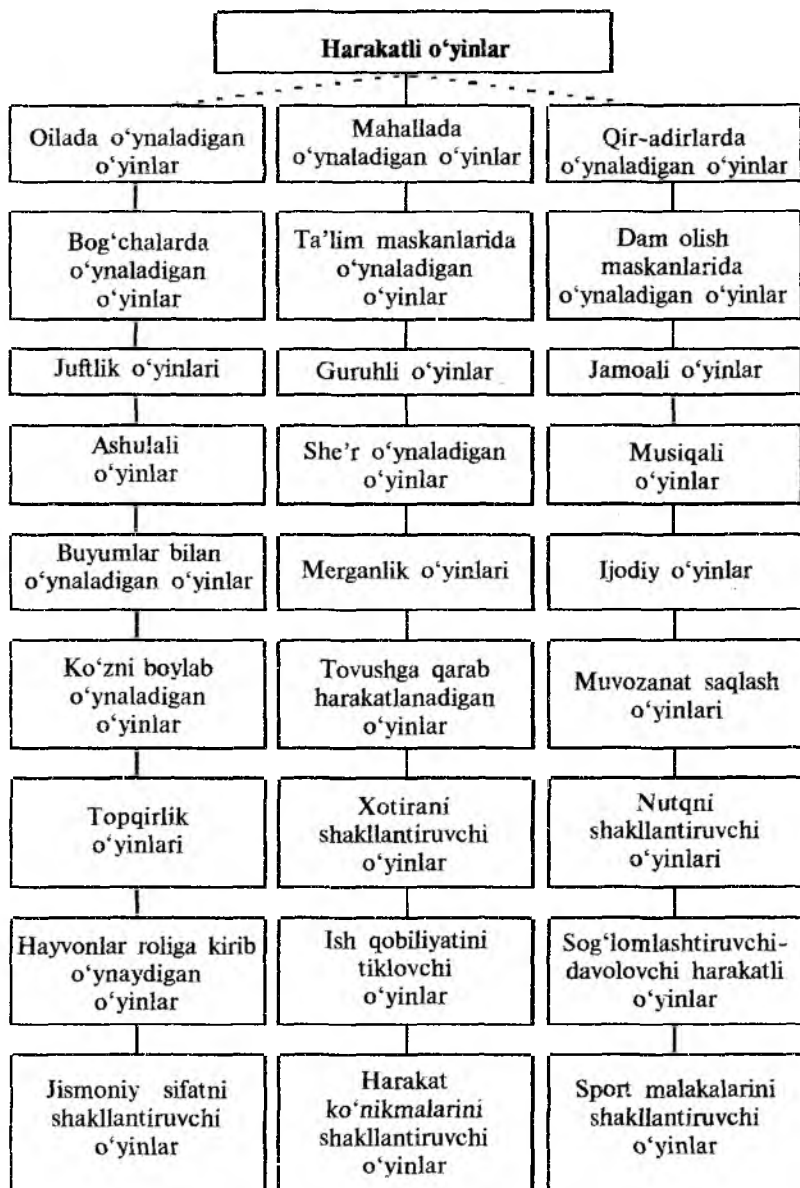 Harakatli o‘yinlar
Oilada o‘ynaladigan
o‘yinlar
Mahallada
o‘ynaladigan o‘yinlar
Qir-adirlarda
o‘ynaladigan o‘yinlar
Bog‘chalarda
o‘ynaladigan
o‘yinlar
Ta’lim maskanlarida
o‘ynaladigan
o‘yinlar
Dam olish
maskanlarida
o‘ynaladigan o‘yinlar
Juftlik o‘yinlari
Guruhli o‘yinlar
Jamoali o‘yinlar
Ashulali
o‘yinlar
She’r o‘ynaladigan
o‘yinlar
Musiqali
o‘yinlar
Buyumlar bilan
o‘ynaladigan o‘yinlar
Merganlik o‘yinlari
Ijodiy o‘yinlar
Ko‘zni boylab
o‘ynaladigan
o‘yinlar
Tovushga qarab
harakatlanadigan
o‘yinlar
Muvozanat saqlash
o‘yinlari
Topqirlik
o‘yinlari
Xotirani
shakllantiruvchi
o‘yinlar
Nutqni
shakllantiruvchi
o‘yinlari
Hayvonlar roliga kirib
o‘ynaydigan
o‘yinlar
Ish qobiliyatini
tiklovchi
o‘yinlar
Sog‘lomlashtiruvchi-
davolovchi harakatli
o‘yinlar
Jismoniy sifatni
shakllantiruvchi
o‘yinlar
Harakat
ko‘nikmalarini
shakllantiruvchi
o‘yinlar
Sport malakalarini
shakllantiruvchi
o‘yinlar